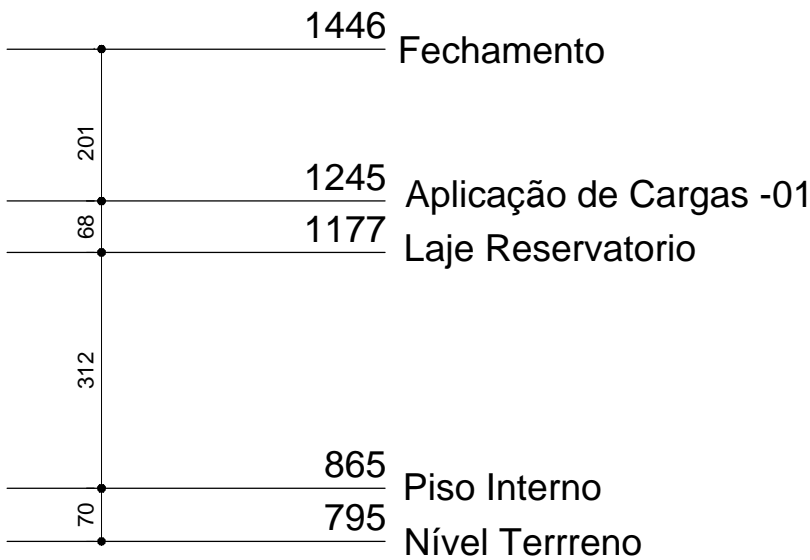 1446 Fechamento
201
1245 Aplicação de Cargas -01
68
1177 Laje Reservatorio
312
865 Piso Interno
70
795 Nível Terrreno